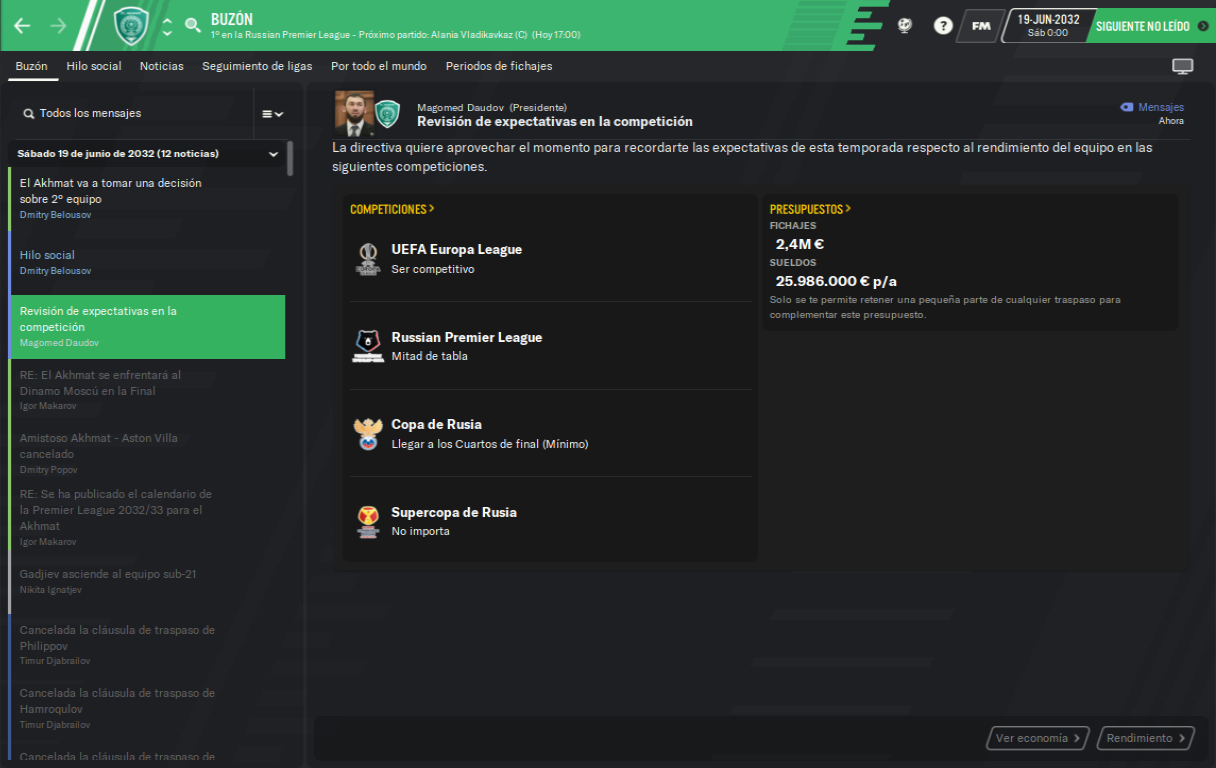 BUZÓN
1º en la Russian Premier League - Próximo partido: Alania Vladikavkaz (C) (Hoy 17:00)
?
FM
19-JUN-2032
Sáb 0:00
SIGUIENTE NO LEÍDO
Buzón
Hilo social
Noticias
Seguimiento de ligas
Por todo el mundo
Periodos de fichajes
Todos los mensajes
Sábado 19 de junio de 2032 (12 noticias)
El Akhmat va a tomar una decisión
sobre 2º equipo
Dmitry Belousov
Hilo social
Dmitry Belousov
Revisión de expectativas en la
competición
Magomed Daudov
RE: El Akhmat se enfrentará al
Dinamo Moscú en la Final
Igor Makarov
Amistoso Akhmat - Aston Villa
cancelado
Dmitry Popov
RE: Se ha publicado el calendario de
la Premier League 2032/33 para el
Akhmat
Igor Makarov
Gadjiev asciende al equipo sub-21
Nikita Ignatjev
Cancelada la cláusula de traspaso de
Philippov
Timur Djabrailov
Cancelada la cláusula de traspaso de
Hamroqulov
Timur Djabrailov
Cancelada la cláusula de traspaso de
Magomed Daudov (Presidente)
Revisión de expectativas en la competición
Mensajes
Ahora
La directiva quiere aprovechar el momento para recordarte las expectativas de esta temporada respecto al rendimiento del equipo en las
siguientes competiciones.
COMPETICIONES
UEFA Europa League
Ser competitivo
Russian Premier League
Mitad de tabla
Copa de Rusia
Llegar a los Cuartos de final (Mínimo)
Supercopa de Rusia
No importa
PRESUPUESTOS
FICHAJES
2,4M €
SUELDOS
25.986.000 € p/a
Solo se te permite retener una pequeña parte de cualquier traspaso para
complementar este presupuesto.
Ver economía
Rendimiento